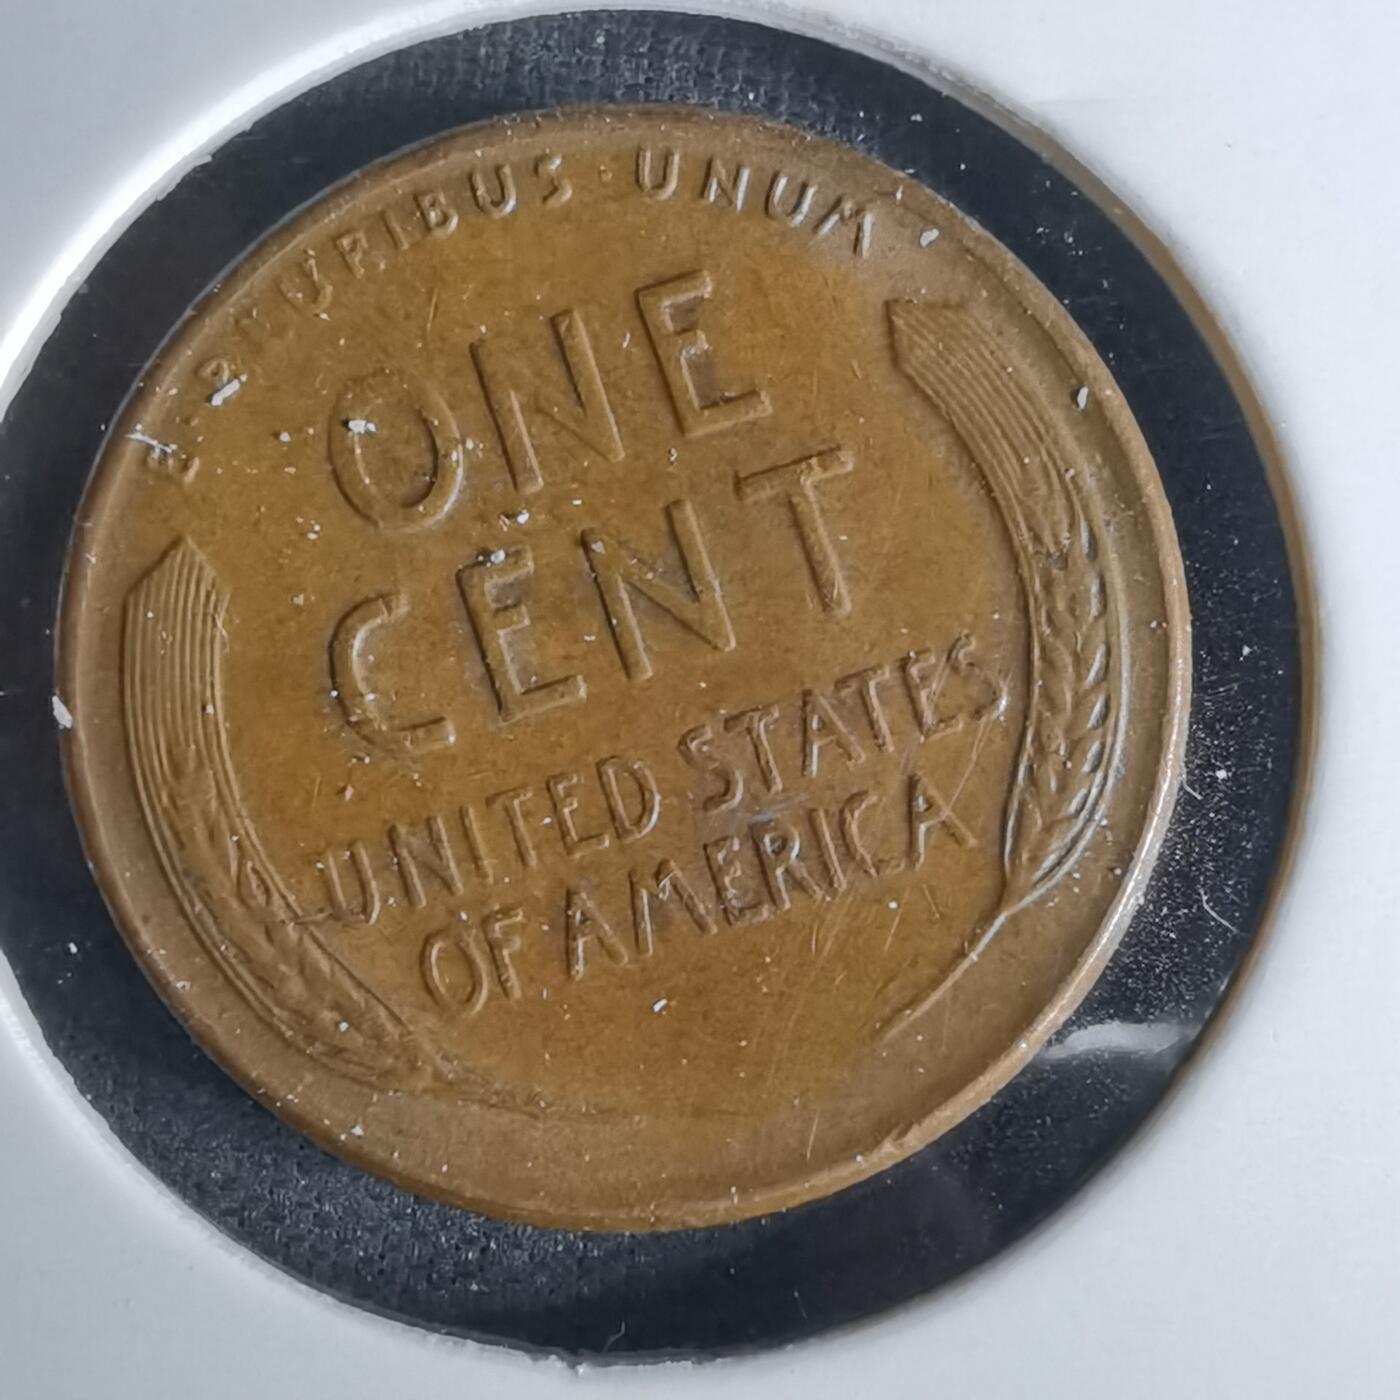 E · PLURIBUS · UNUM
ONE
CENT
UNITED STATES
OF AMERICA